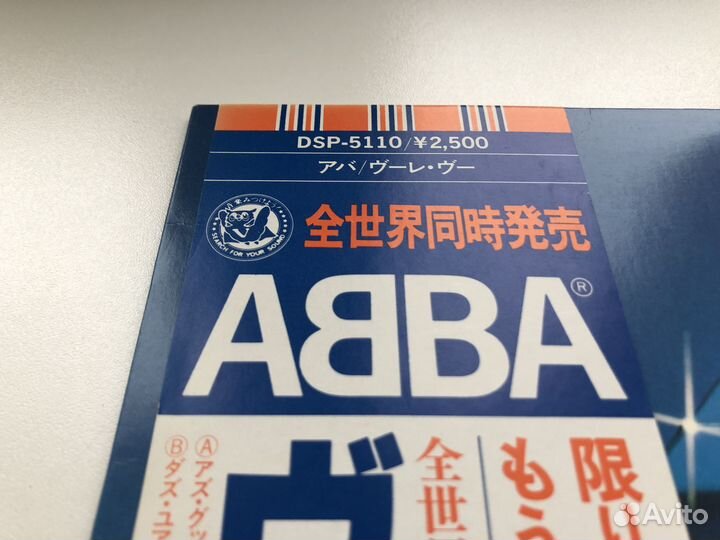 DSP-5110/¥2,500
アバ/ヴーレ・ヴー
SEARCH FOR YOUR SOUND
全世界同時発売
ABBA®
限り
もう
全世
ヴ
Ⓐアズ・グッ
Ⓑダズ・ユア
Avito